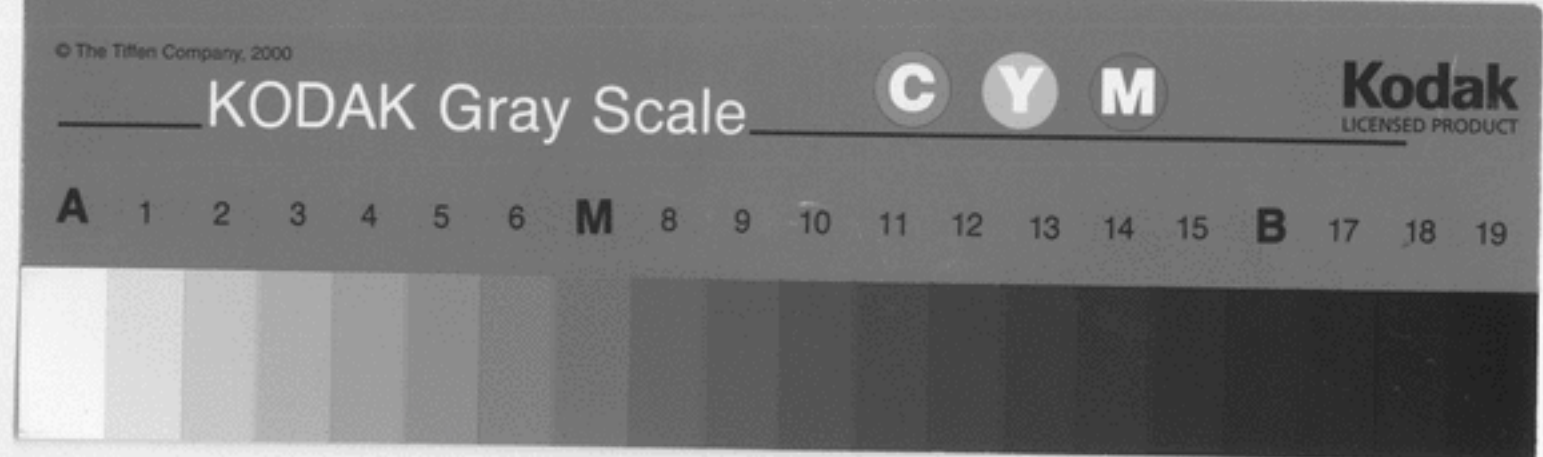 © The Tiffen Company, 2000
KODAK Gray Scale
C Y M
Kodak
LICENSED PRODUCT
A 1 2 3 4 5 6 M 8 9 10 11 12 13 14 15 B 17 18 19